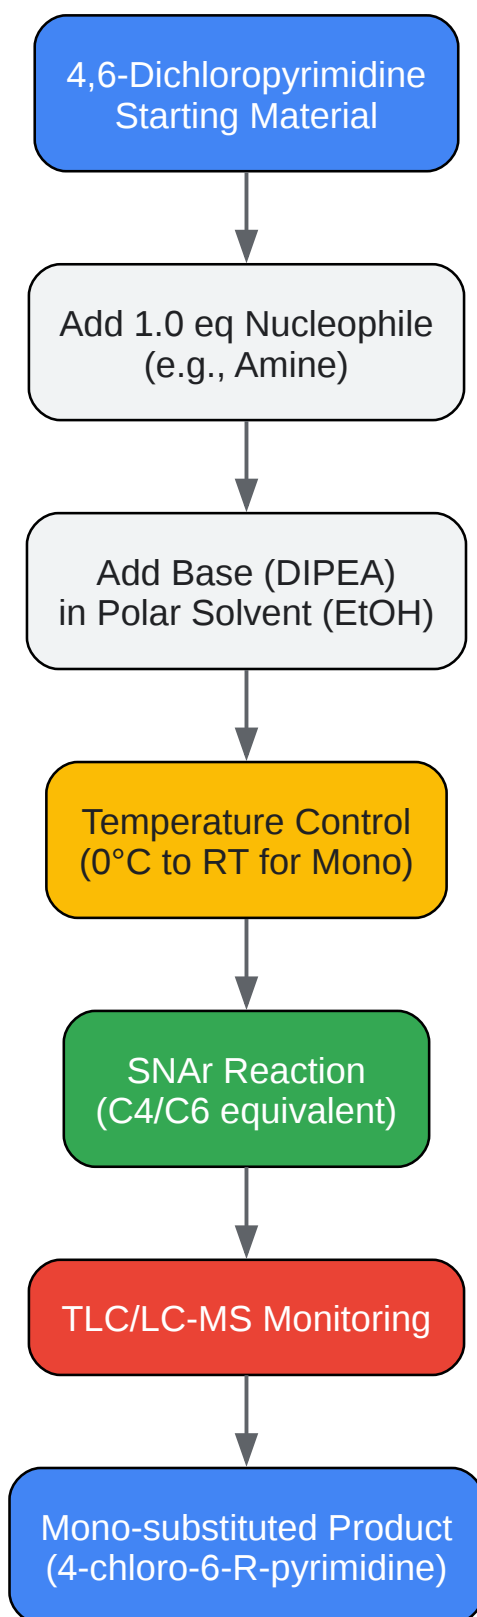 4,6-Dichloropyrimidine
Starting Material
Add 1.0 eq Nucleophile
(e.g., Amine)
Add Base (DIPEA)
in Polar Solvent (EtOH)
Temperature Control
(0°C to RT for Mono)
SNAr Reaction
(C4/C6 equivalent)
TLC/LC-MS Monitoring
Mono-substituted Product
(4-chloro-6-R-pyrimidine)